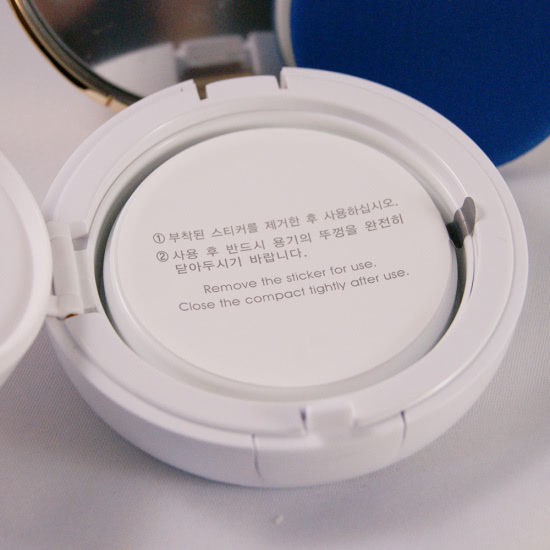 ① 부착된 스티커를 제거한 후 사용하십시오.
② 사용 후 반드시 용기의 뚜껑을 완전히
닫아두시기 바랍니다.
Remove the sticker for use.
Close the compact tightly after use.